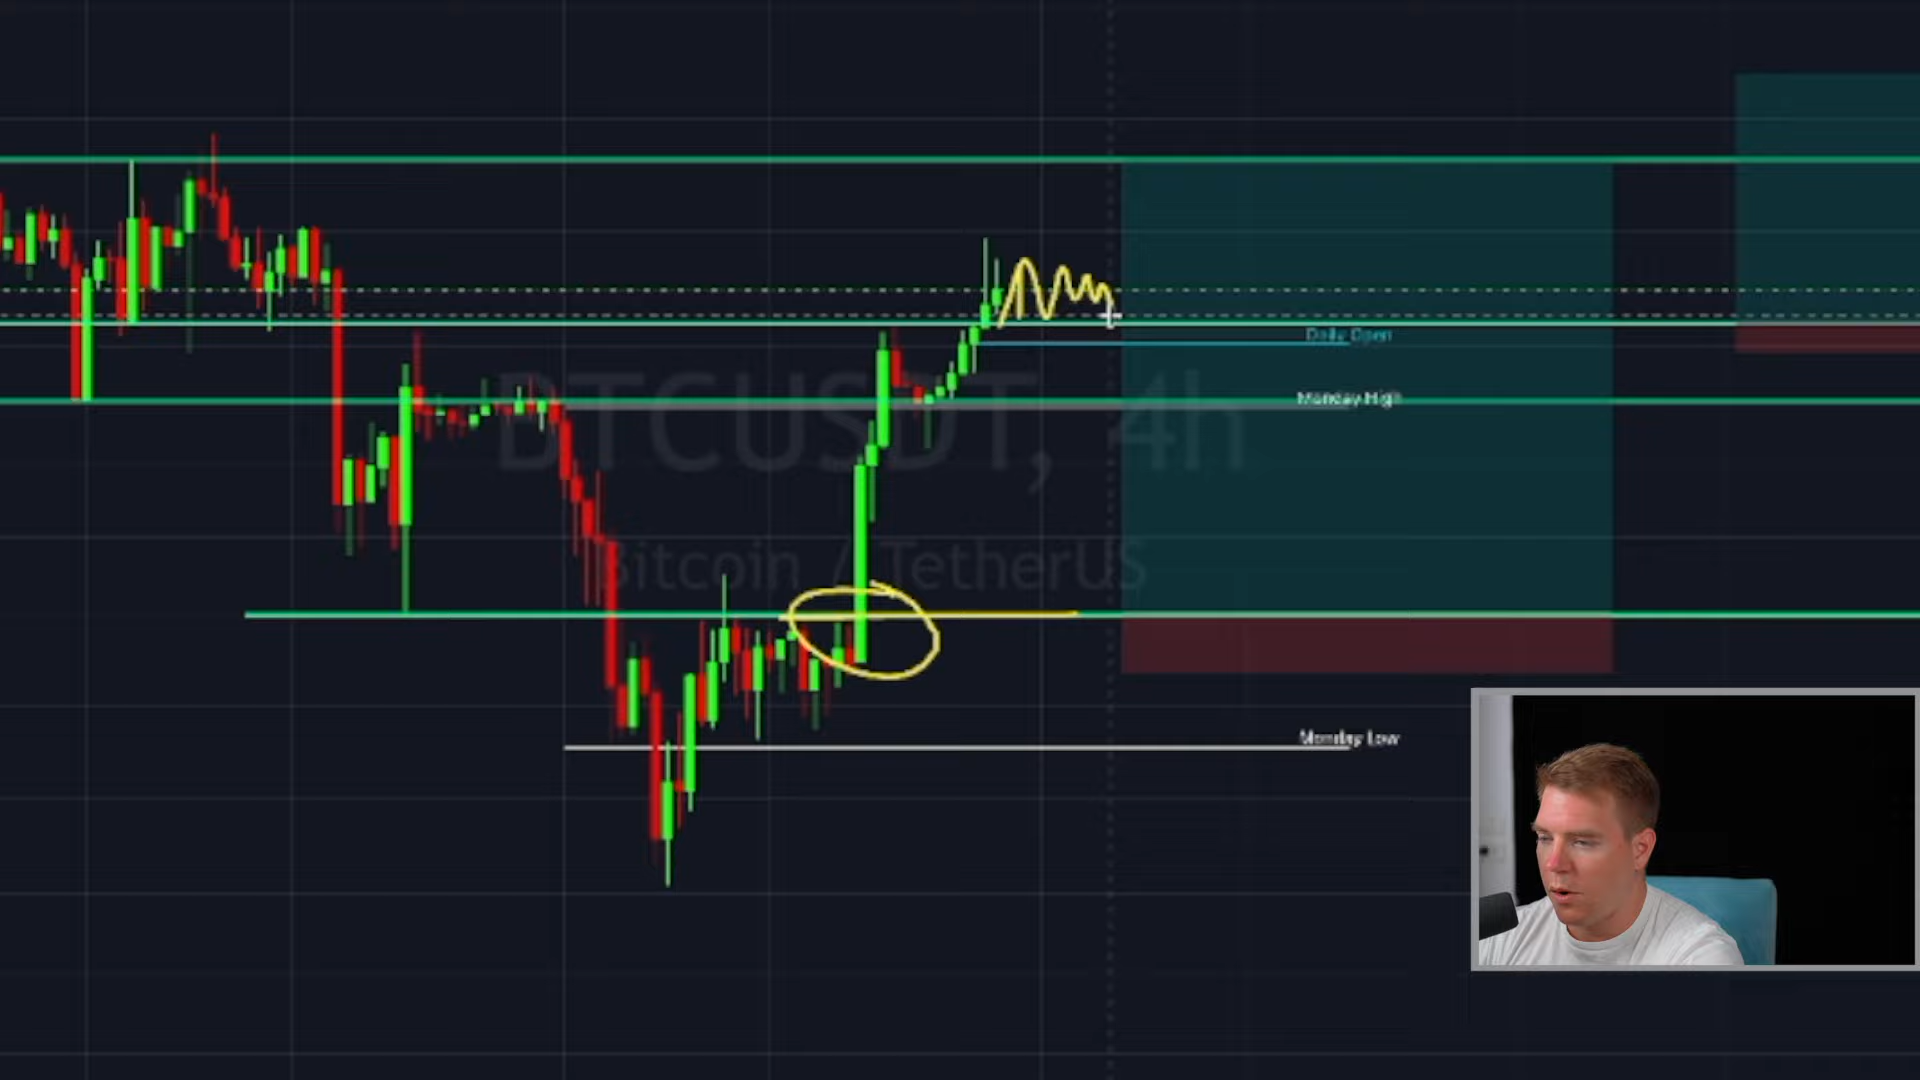 Daily Open
Monday High
BTCUSDT, 4h
Bitcoin / TetherUS
Monday Low